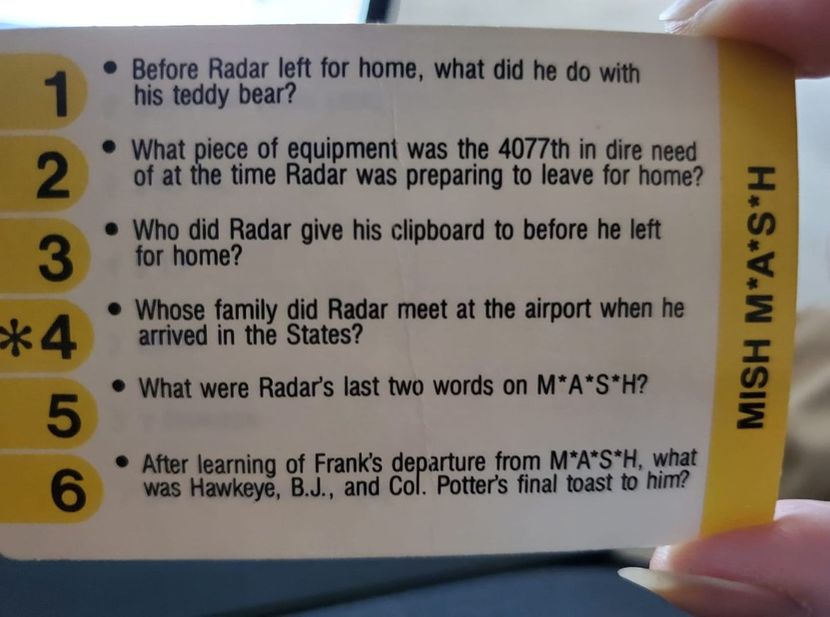 1 • Before Radar left for home, what did he do with
his teddy bear?
2 • What piece of equipment was the 4077th in dire need
of at the time Radar was preparing to leave for home?
3 • Who did Radar give his clipboard to before he left
for home?
*4 • Whose family did Radar meet at the airport when he
arrived in the States?
5 • What were Radar's last two words on M*A*S*H?
6 • After learning of Frank's departure from M*A*S*H, what
was Hawkeye, B.J., and Col. Potter's final toast to him?
MISH M*A*S*H